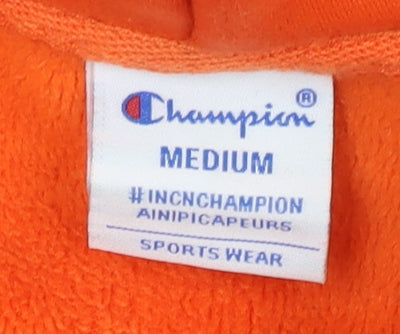 Champion®
MEDIUM
#INCNCHAMPION
AINIPICAPEURS
SPORTS WEAR